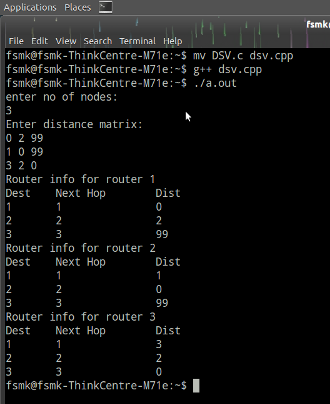 Applications Places
fsmk@
File Edit View Search Terminal Help
fsmk@fsmk-ThinkCentre-M71e:~$ mv DSV.c dsv.cpp
fsmk@fsmk-ThinkCentre-M71e:~$ g++ dsv.cpp
fsmk@fsmk-ThinkCentre-M71e:~$ ./a.out
enter no of nodes:
3
Enter distance matrix:
0 2 99
1 0 99
3 2 0
Router info for router 1
Dest Next Hop Dist
1 1 0
2 2 2
3 3 99
Router info for router 2
Dest Next Hop Dist
1 1 1
2 2 0
3 3 99
Router info for router 3
Dest Next Hop Dist
1 1 3
2 2 2
3 3 0
fsmk@fsmk-ThinkCentre-M71e:~$